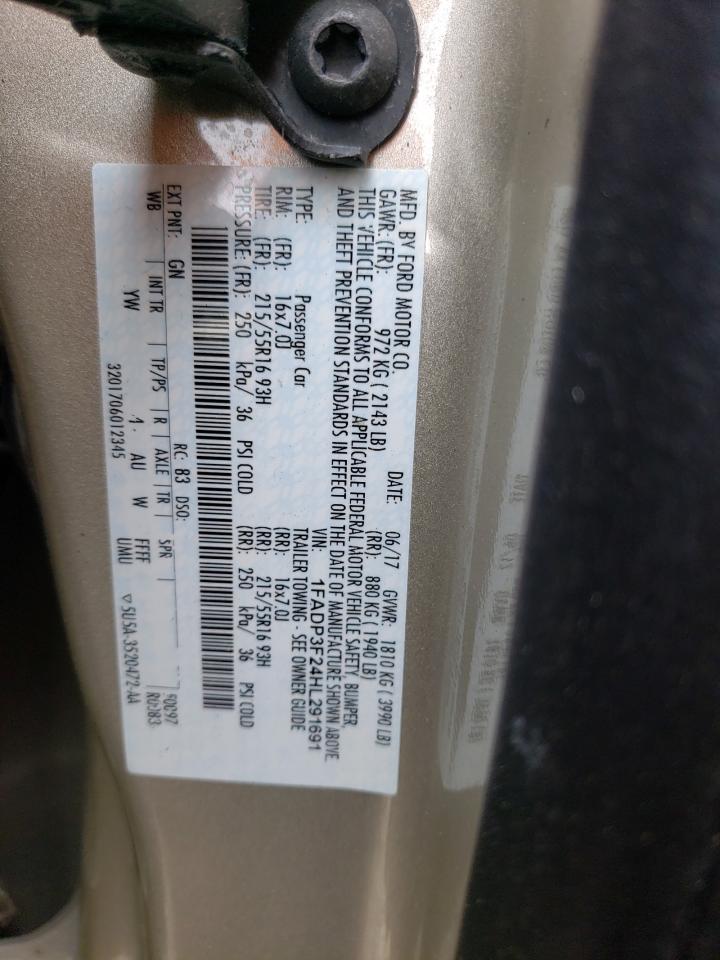 MFD. BY FORD MOTOR CO.
DATE: 06/17 GVWR: 1810 KG ( 3990 LB)
GAWR: (FR): 972 KG ( 2143 LB) (RR): 880 KG ( 1940 LB)
THIS VEHICLE CONFORMS TO ALL APPLICABLE FEDERAL MOTOR VEHICLE SAFETY, BUMPER,
AND THEFT PREVENTION STANDARDS IN EFFECT ON THE DATE OF MANUFACTURE SHOWN ABOVE.
VIN: 1FADP3F24HL291691
TYPE: Passenger Car TRAILER TOWING - SEE OWNER GUIDE
RIM: (FR): 16x7.0J (RR): 16x7.0J
TIRE: (FR): 215/55R16 93H (RR): 215/55R16 93H
PRESSURE: (FR): 250 kPa/ 36 PSI COLD (RR): 250 kPa/ 36 PSI COLD
EXT PNT: GN RC: 83 DSO:
WB INT TR TP/PS R AXLE TR SPR
YW 4 AU W FFFF
3201706012345 UMU ▽ 5U5A-3520472-AA